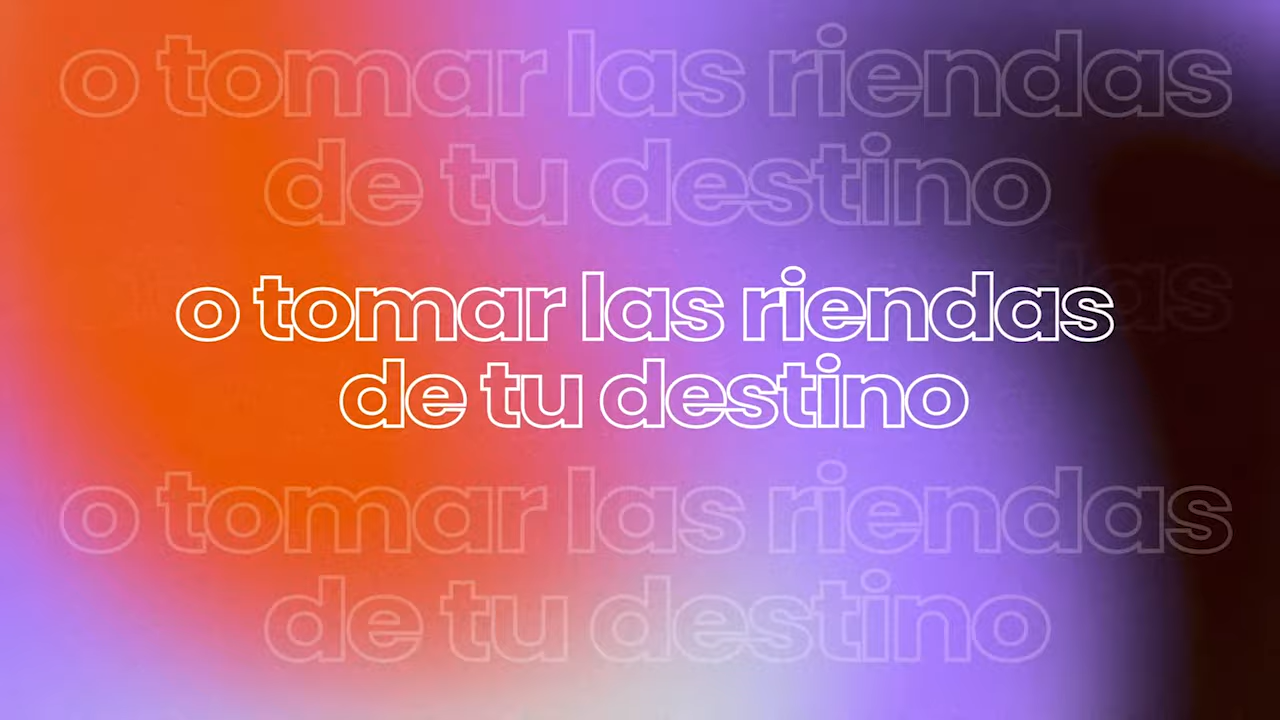 o tomar las riendas
de tu destino
o tomar las riendas
de tu destino
o tomar las riendas
de tu destino